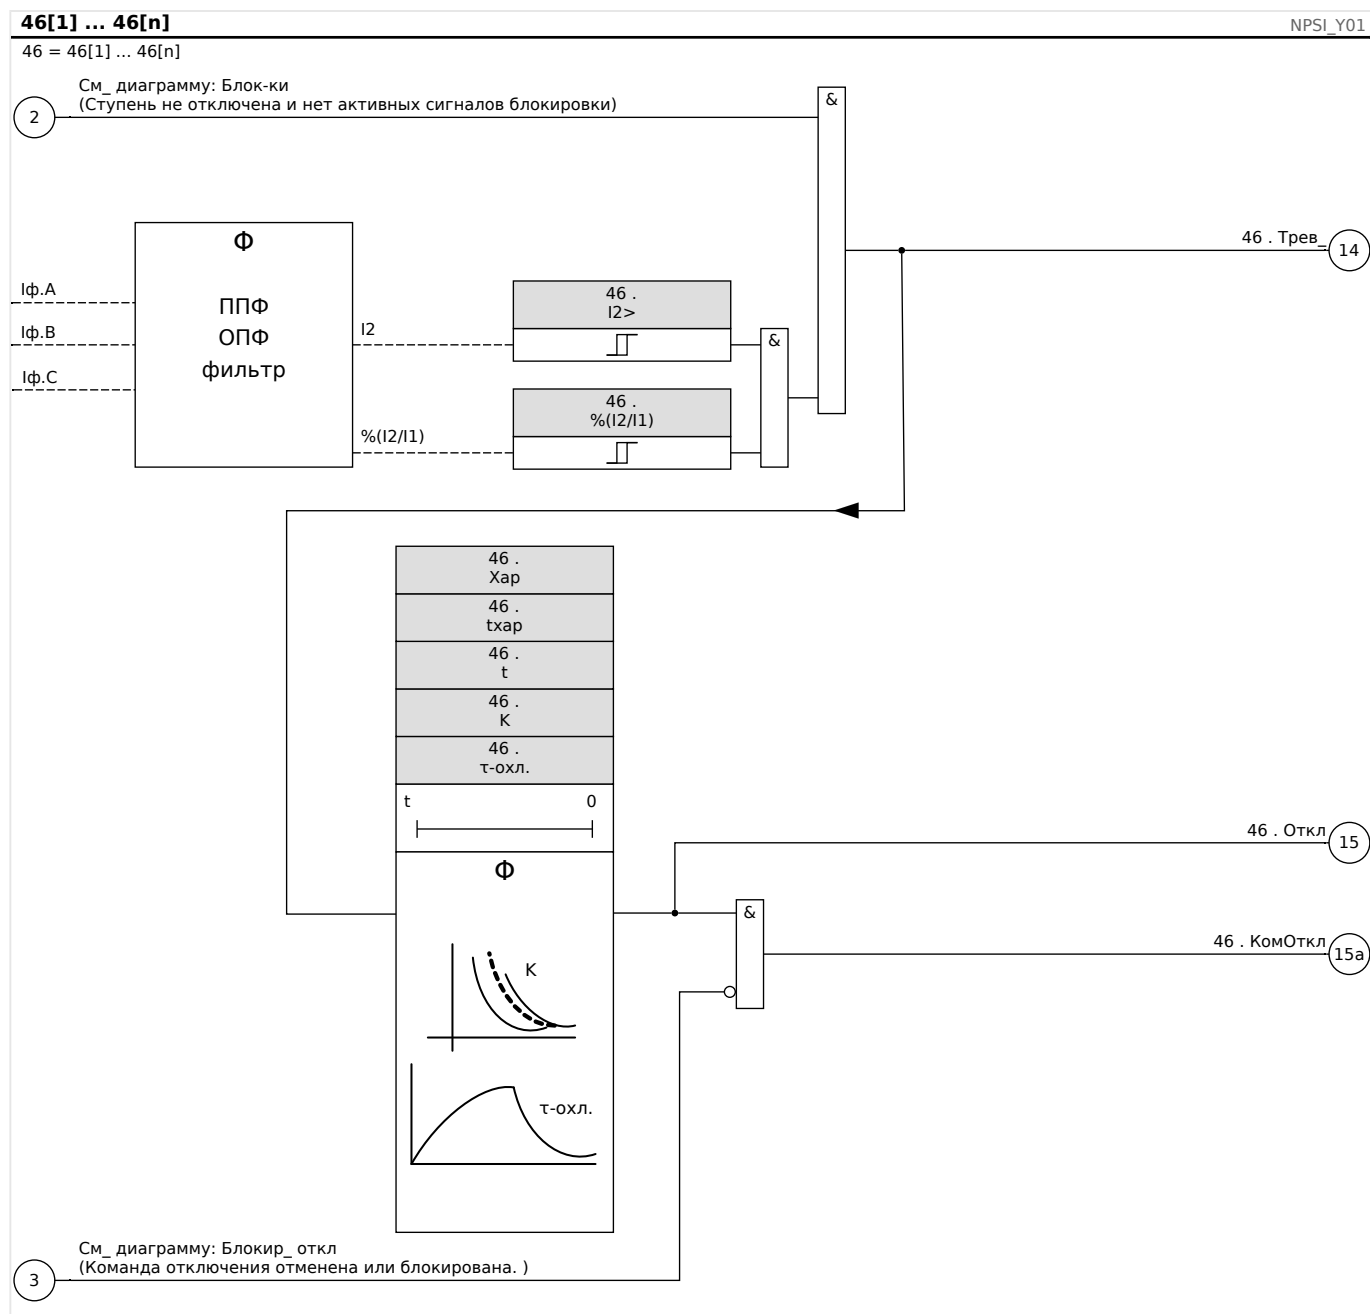 46[1] ... 46[n]
NPSI_Y01
46 = 46[1] ... 46[n]
См_ диаграмму: Блок-ки
(Ступень не отключена и нет активных сигналов блокировки)
2
&
Ф
ППФ
ОПФ
фильтр
Iф.A
Iф.B
Iф.C
I2
%(I2/I1)
46 .
I2>
46 .
%(I2/I1)
&
46 . Трев_
14
46 .
Хар
46 .
tхар
46 .
t
46 .
K
46 .
τ-охл.
t 0
Ф
K
τ-охл.
46 . Откл
15
&
46 . КомОткл
15a
См_ диаграмму: Блокир_ откл
(Команда отключения отменена или блокирована. )
3